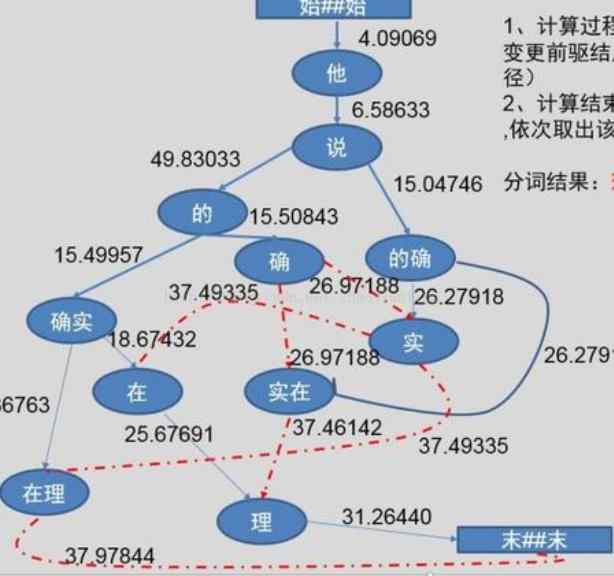 始##始
4.09069
他
6.58633
说
49.83033
15.04746
的
15.50843
15.49957
确
的确
26.97188
37.49335
26.27918
确实
18.67432
实
26.97188
在
实在
25.67691
37.46142
37.49335
在理
理
31.26440
末##末
37.97844
1、计算过程
变更前驱结
径）
2、计算结束
,依次取出该
分词结果：